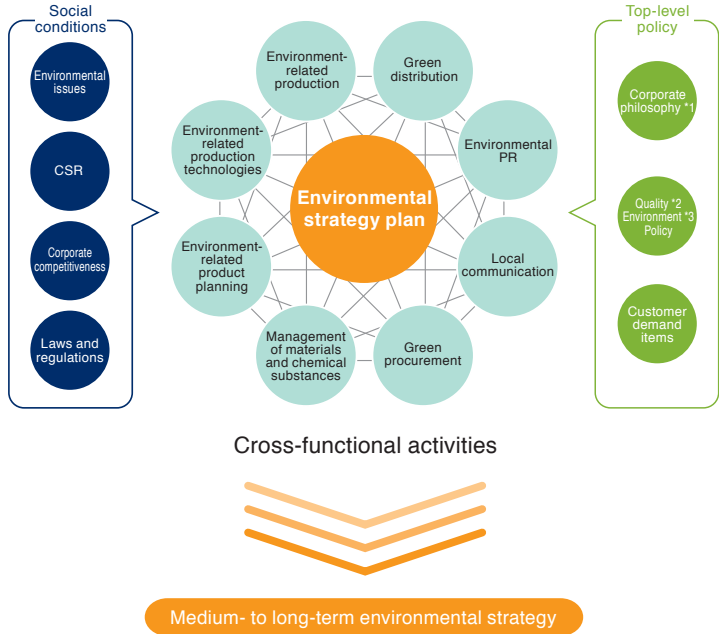 Social
conditions
Environmental
issues
CSR
Corporate
competitiveness
Laws and
regulations
Environment-
related
production
Green
distribution
Environment-
related
production
technologies
Environmental
PR
Environmental
strategy plan
Environment-
related
product
planning
Local
communication
Management
of materials
and chemical
substances
Green
procurement
Top-level
policy
Corporate
philosophy *1
Quality *2
Environment *3
Policy
Customer
demand
items
Cross-functional activities
Medium- to long-term environmental strategy